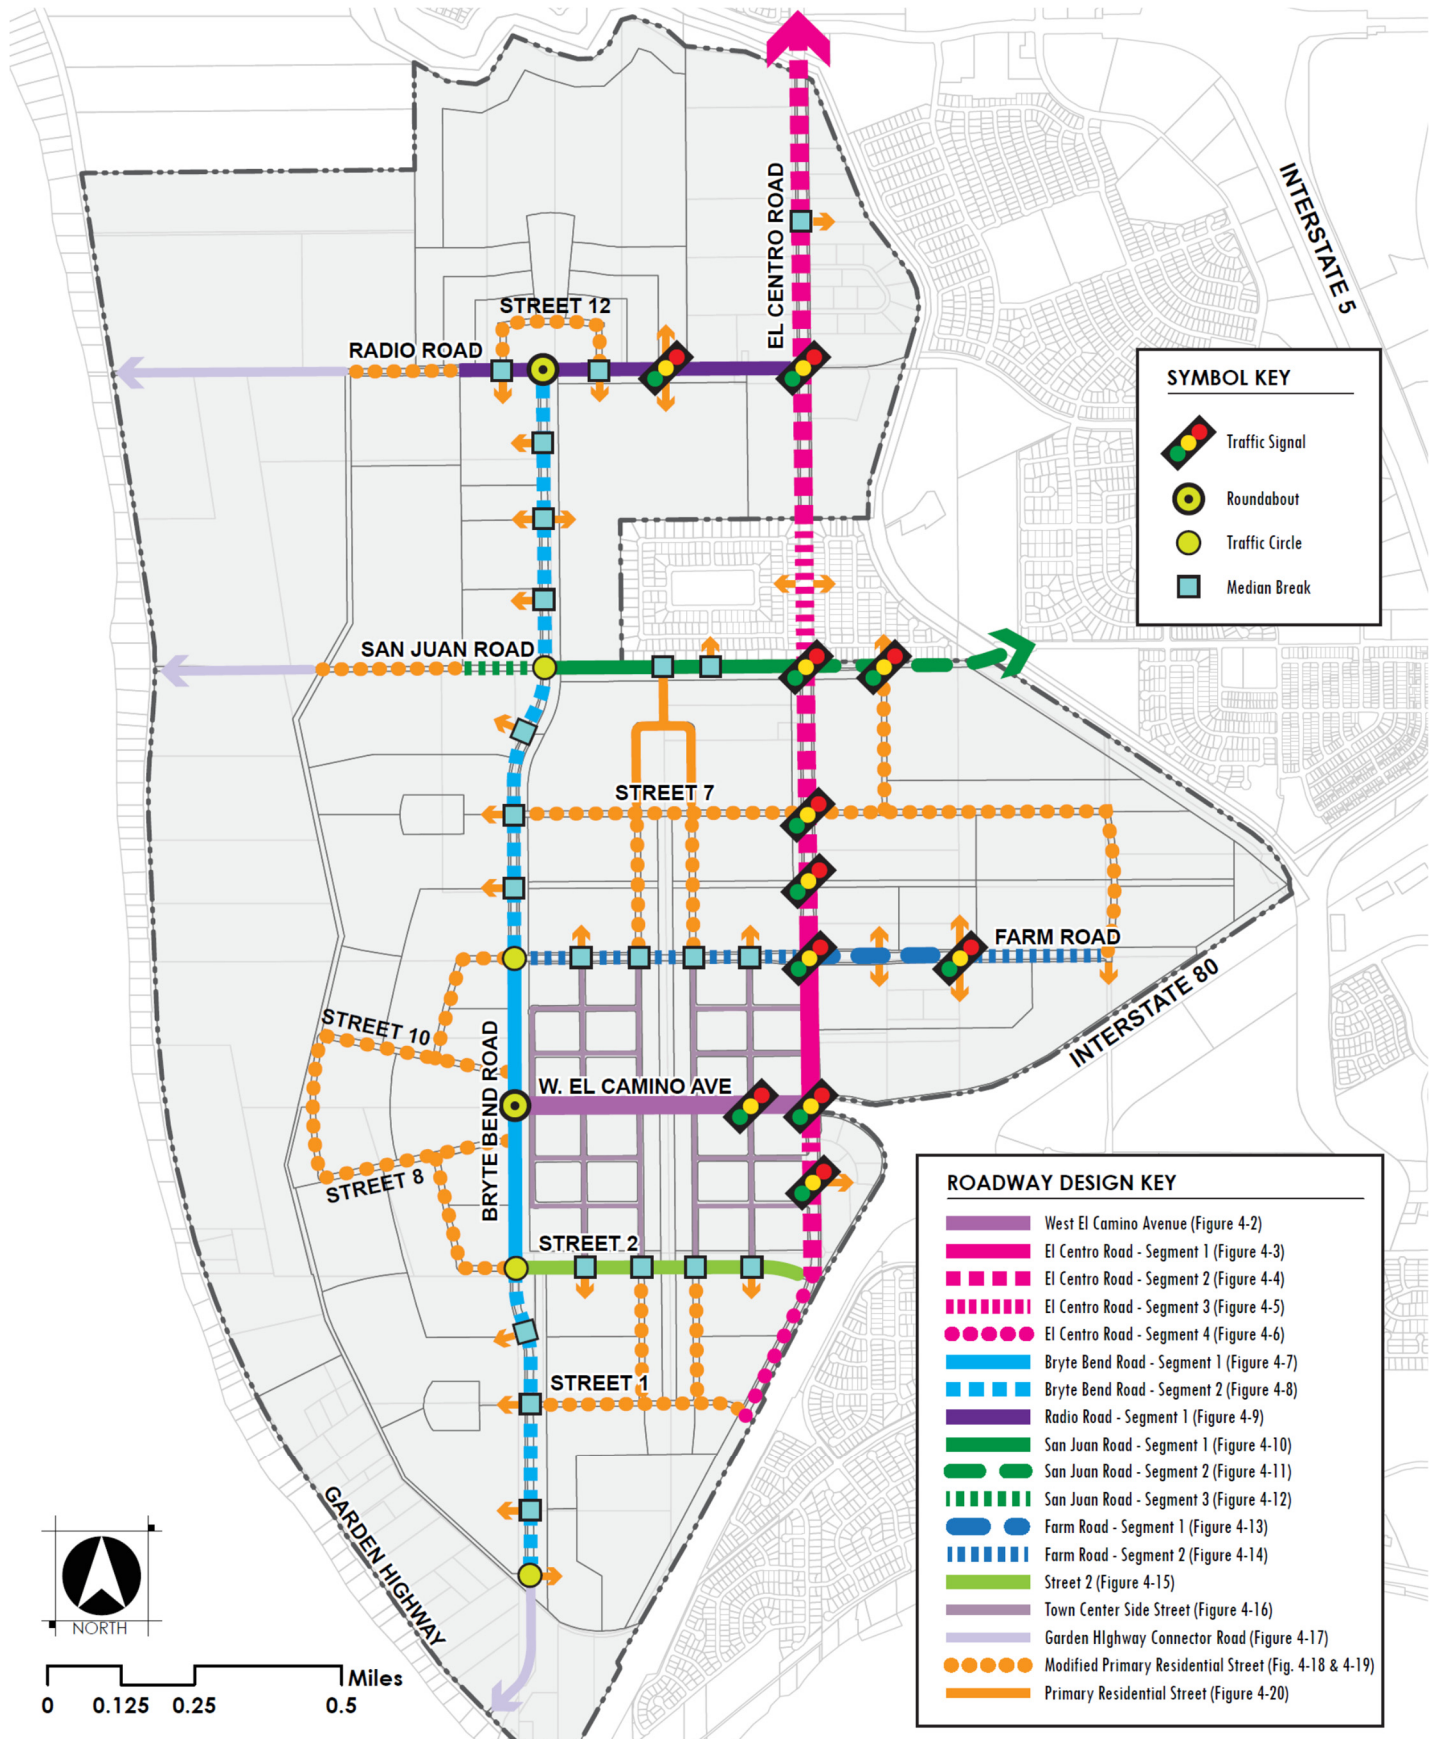 INTERSTATE 5
EL CENTRO ROAD
STREET 12
RADIO ROAD
SYMBOL KEY
Traffic Signal
Roundabout
Traffic Circle
Median Break
SAN JUAN ROAD
STREET 7
FARM ROAD
INTERSTATE 80
STREET 10
BRYTE BEND ROAD
W. EL CAMINO AVE
STREET 8
STREET 2
STREET 1
GARDEN HIGHWAY
ROADWAY DESIGN KEY
West El Camino Avenue (Figure 4-2)
El Centro Road - Segment 1 (Figure 4-3)
El Centro Road - Segment 2 (Figure 4-4)
El Centro Road - Segment 3 (Figure 4-5)
El Centro Road - Segment 4 (Figure 4-6)
Bryte Bend Road - Segment 1 (Figure 4-7)
Bryte Bend Road - Segment 2 (Figure 4-8)
Radio Road - Segment 1 (Figure 4-9)
San Juan Road - Segment 1 (Figure 4-10)
San Juan Road - Segment 2 (Figure 4-11)
San Juan Road - Segment 3 (Figure 4-12)
Farm Road - Segment 1 (Figure 4-13)
Farm Road - Segment 2 (Figure 4-14)
Street 2 (Figure 4-15)
Town Center Side Street (Figure 4-16)
Garden HIghway Connector Road (Figure 4-17)
Modified Primary Residential Street (Fig. 4-18 & 4-19)
Primary Residential Street (Figure 4-20)
NORTH
Miles
0 0.125 0.25 0.5